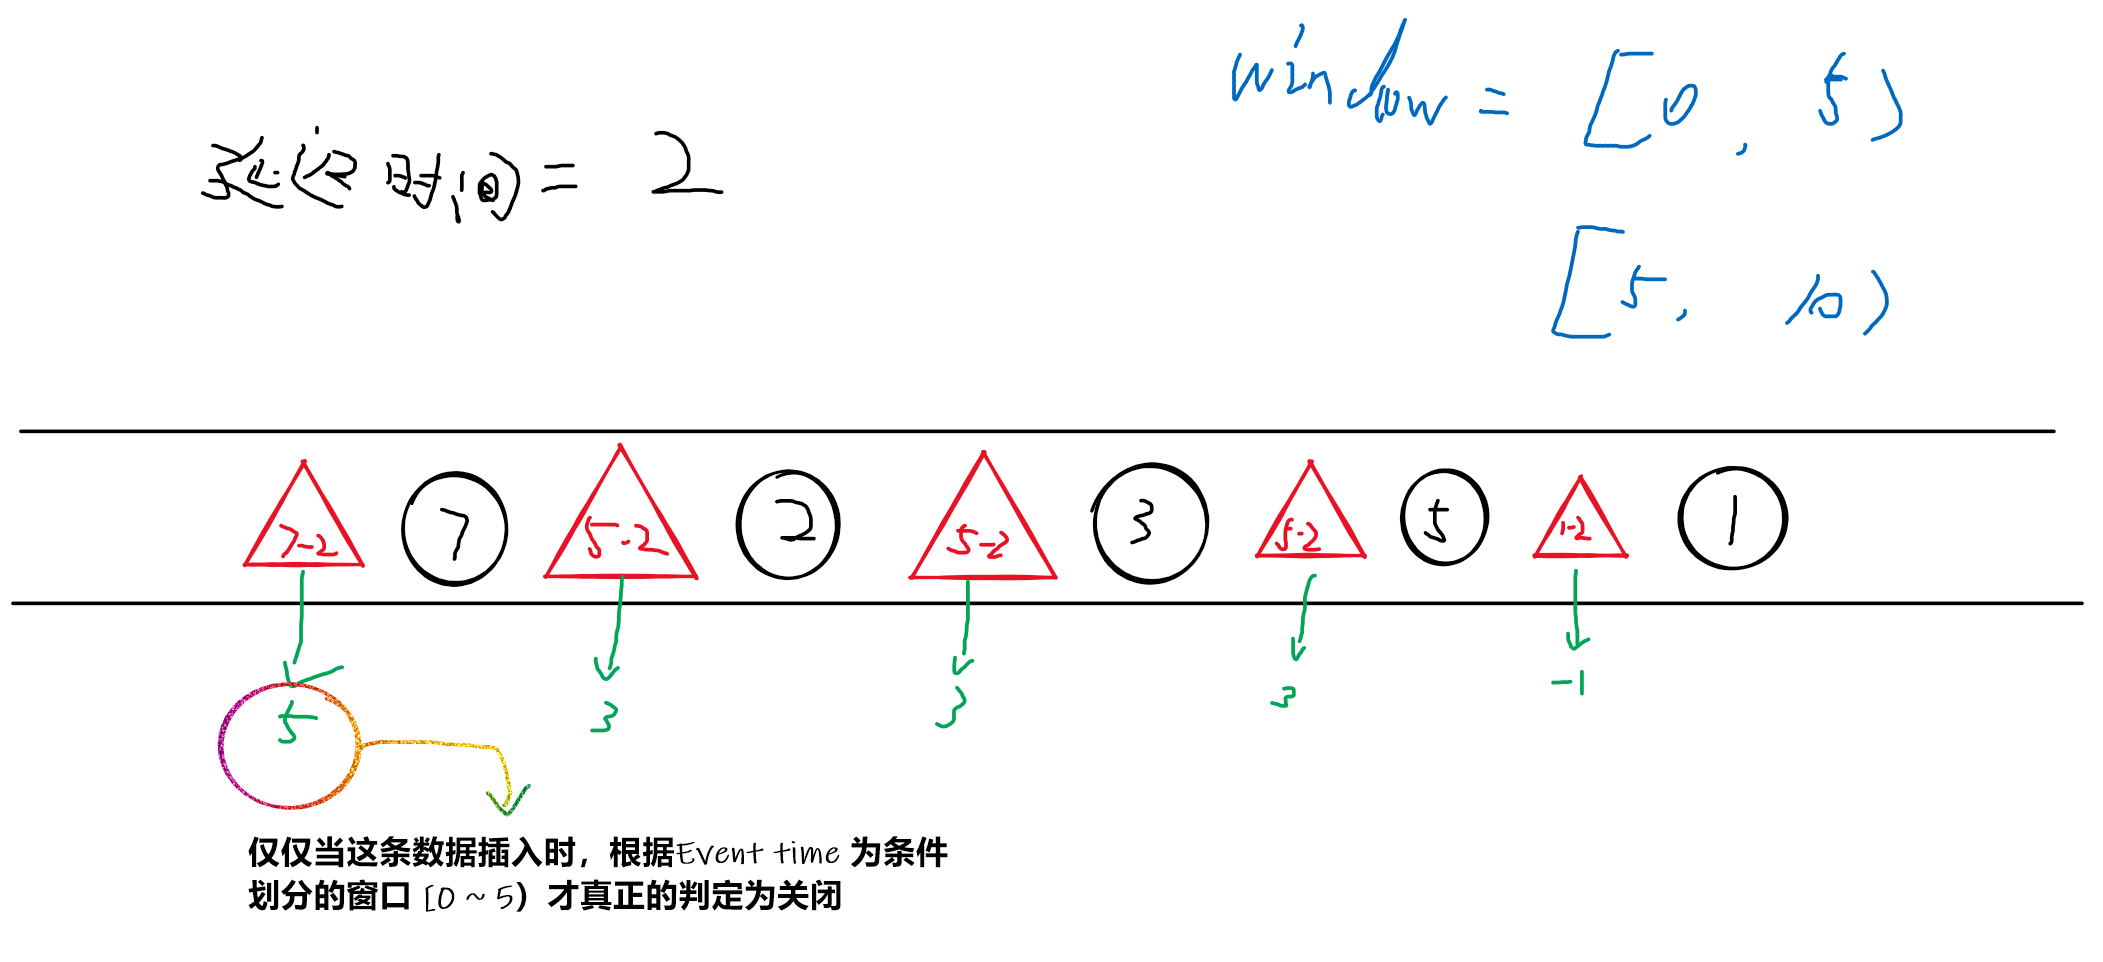 window = [0, 5)
延迟时间 = 2
[5, 10)
7-2 7 5-2 2 5-2 3 5-2 5 1-2 1
5 3 3 3 -1
仅仅当这条数据插入时，根据Event time 为条件
划分的窗口 [0 ~ 5）才真正的判定为关闭